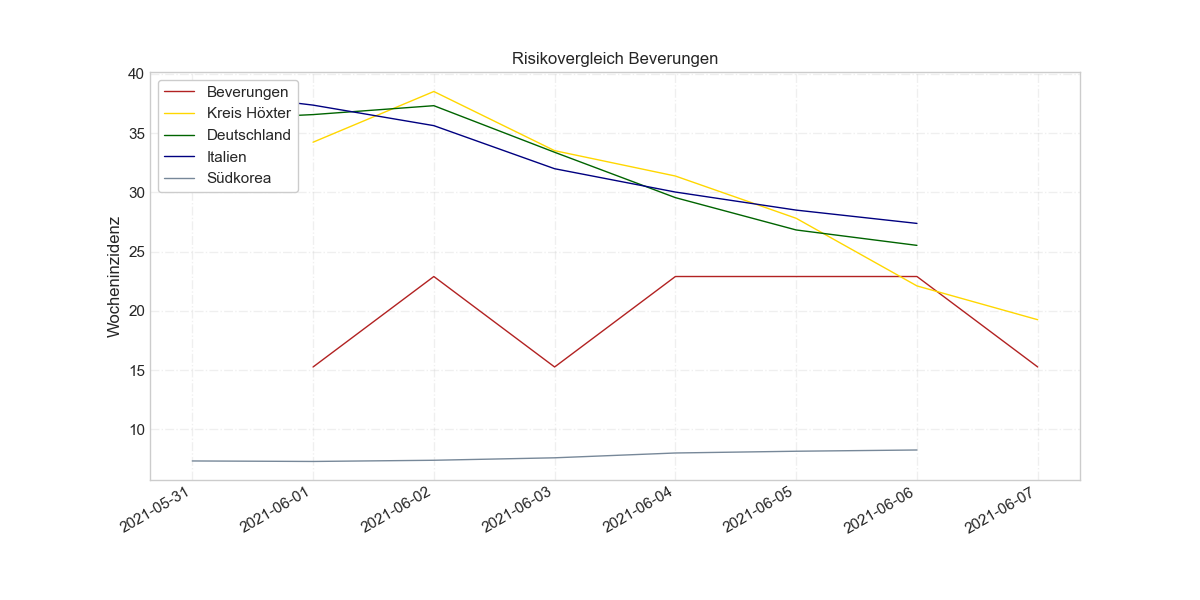 Risikovergleich Beverungen
Wocheninzidenz
40
35
30
25
20
15
10
Beverungen
Kreis Höxter
Deutschland
Italien
Südkorea
2021-05-31
2021-06-01
2021-06-02
2021-06-03
2021-06-04
2021-06-05
2021-06-06
2021-06-07